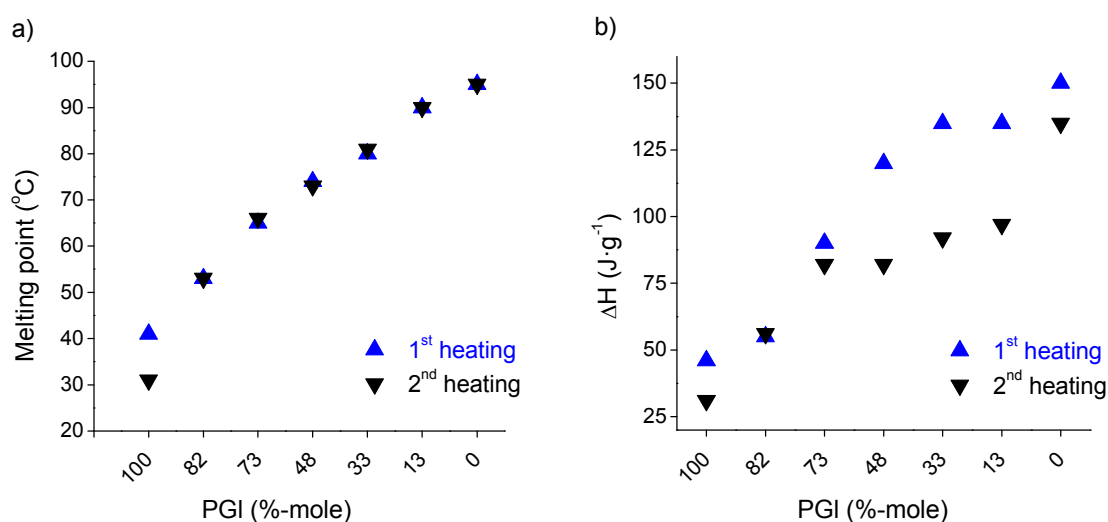 a)
Melting point (°C)
100
90
80
70
60
50
40
30
20
1st heating
2nd heating
100
82
73
48
33
13
0
PGl (%-mole)
b)
ΔH (J·g-1)
150
125
100
75
50
25
1st heating
2nd heating
100
82
73
48
33
13
0
PGl (%-mole)